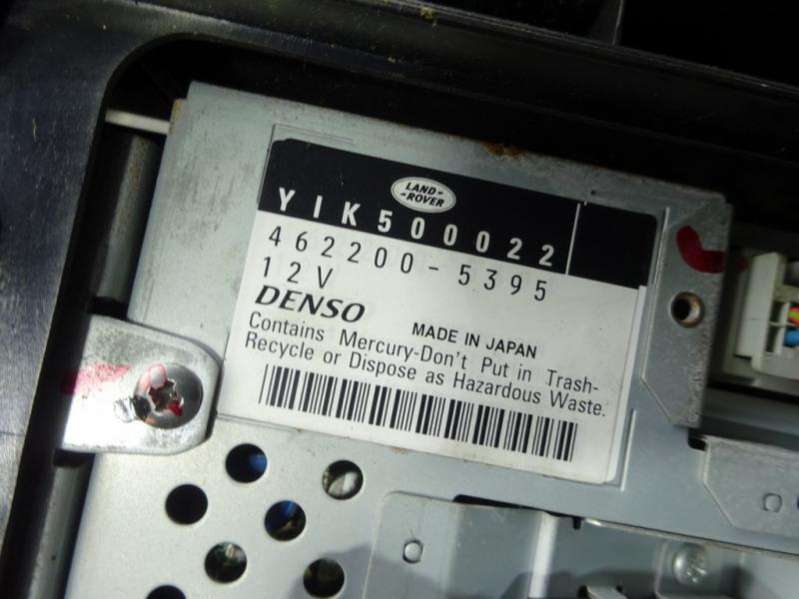 LAND-
-ROVER
YIK500022
462200-5395
12V
DENSO MADE IN JAPAN
Contains Mercury-Don't Put in Trash-
Recycle or Dispose as Hazardous Waste.